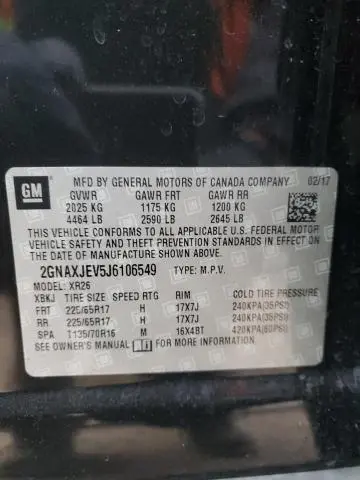 GM
MFD BY GENERAL MOTORS OF CANADA COMPANY 02/17
GVWR GAWR FRT GAWR RR
2025 KG 1175 KG 1200 KG
4464 LB 2590 LB 2645 LB
THIS VEHICLE CONFORMS TO ALL APPLICABLE U.S. FEDERAL MOTOR
VEHICLE SAFETY, BUMPER, AND THEFT PREVENTION STANDARDS IN EFFECT ON
THE DATE OF MANUFACTURE SHOWN ABOVE.
2GNAXJEV5J6106549 TYPE: M.P.V.
MODEL: XR26
XBKJ TIRE SIZE SPEED RTG RIM COLD TIRE PRESSURE
FRT 225/65R17 H 17X7J 240KPA(35PSI)
RR 225/65R17 H 17X7J 240KPA(35PSI)
SPA T135/70R16 M 16X4BT 420KPA(60PSI)
SEE OWNER'S MANUAL FOR MORE INFORMATION